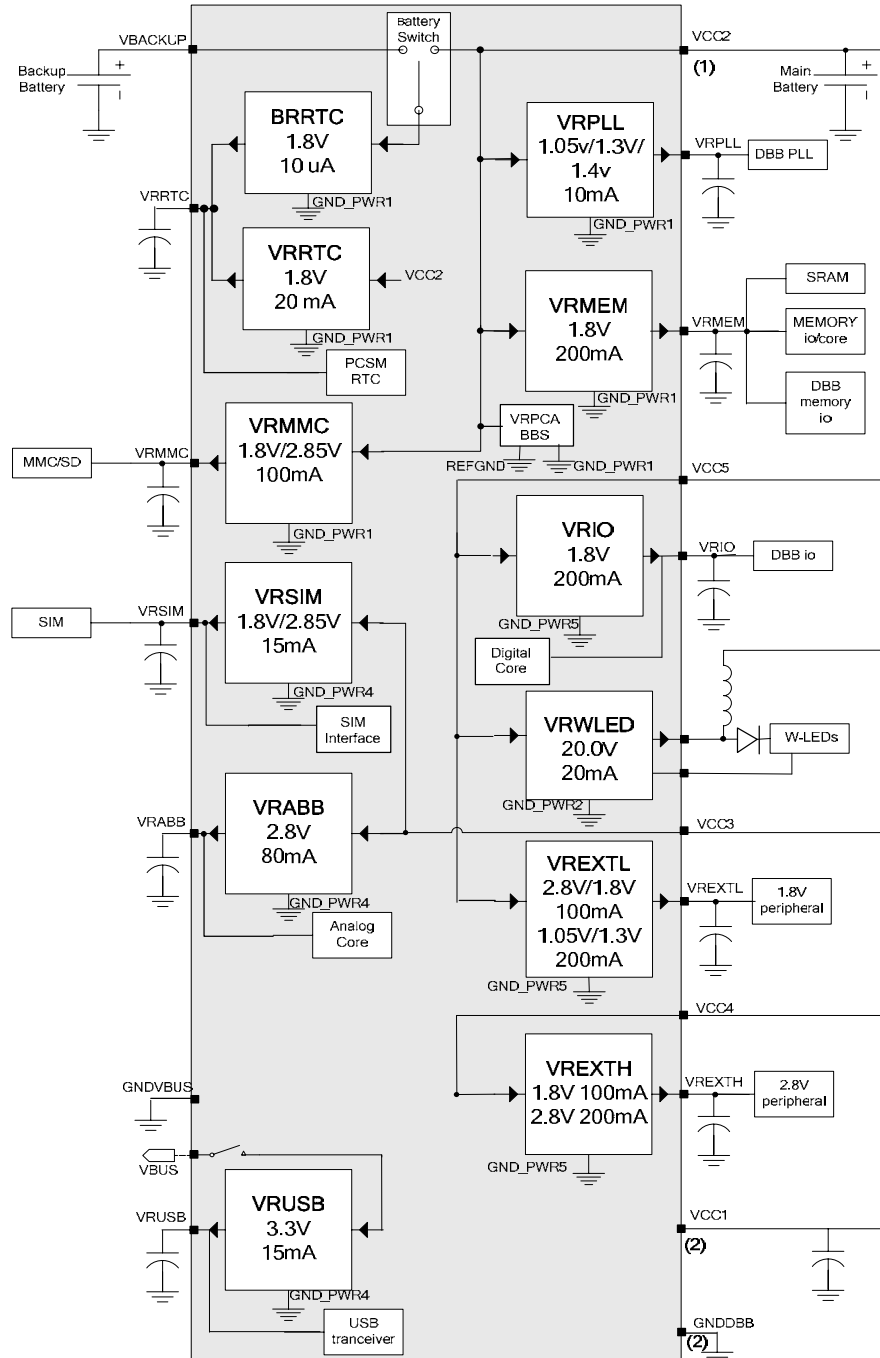 Battery
Switch
VBACKUP
VCC2
(1)
Backup
Battery
+
Main
Battery
+
BRRTC
1.8V
10 uA
GND_PWR1
VRPLL
1.05v/1.3V/
1.4v
10mA
GND_PWR1
VRPLL
DBB PLL
VRRTC
VRRTC
1.8V
20 mA
VCC2
GND_PWR1
PCSM
RTC
VRMEM
1.8V
200mA
GND_PWR1
VRMEM
SRAM
MEMORY
io/core
DBB
memory
io
VRPCA
BBS
REFGND
GND_PWR1
MMC/SD
VRMMC
VRMMC
1.8V/2.85V
100mA
GND_PWR1
VCC5
VRIO
1.8V
200mA
GND_PWR5
VRIO
DBB io
Digital
Core
SIM
VRSIM
VRSIM
1.8V/2.85V
15mA
GND_PWR4
SIM
Interface
VRWLED
20.0V
20mA
GND_PWR2
W-LEDs
VRABB
VRABB
2.8V
80mA
GND_PWR4
Analog
Core
VCC3
VREXTL
2.8V/1.8V
100mA
1.05V/1.3V
200mA
GND_PWR5
VREXTL
1.8V
peripheral
VCC4
VREXTH
1.8V 100mA
2.8V 200mA
GND_PWR5
VREXTH
2.8V
peripheral
GNDVBUS
VBUS
VRUSB
VRUSB
3.3V
15mA
GND_PWR4
USB
tranceiver
VCC1
(2)
GNDDBB
(2)